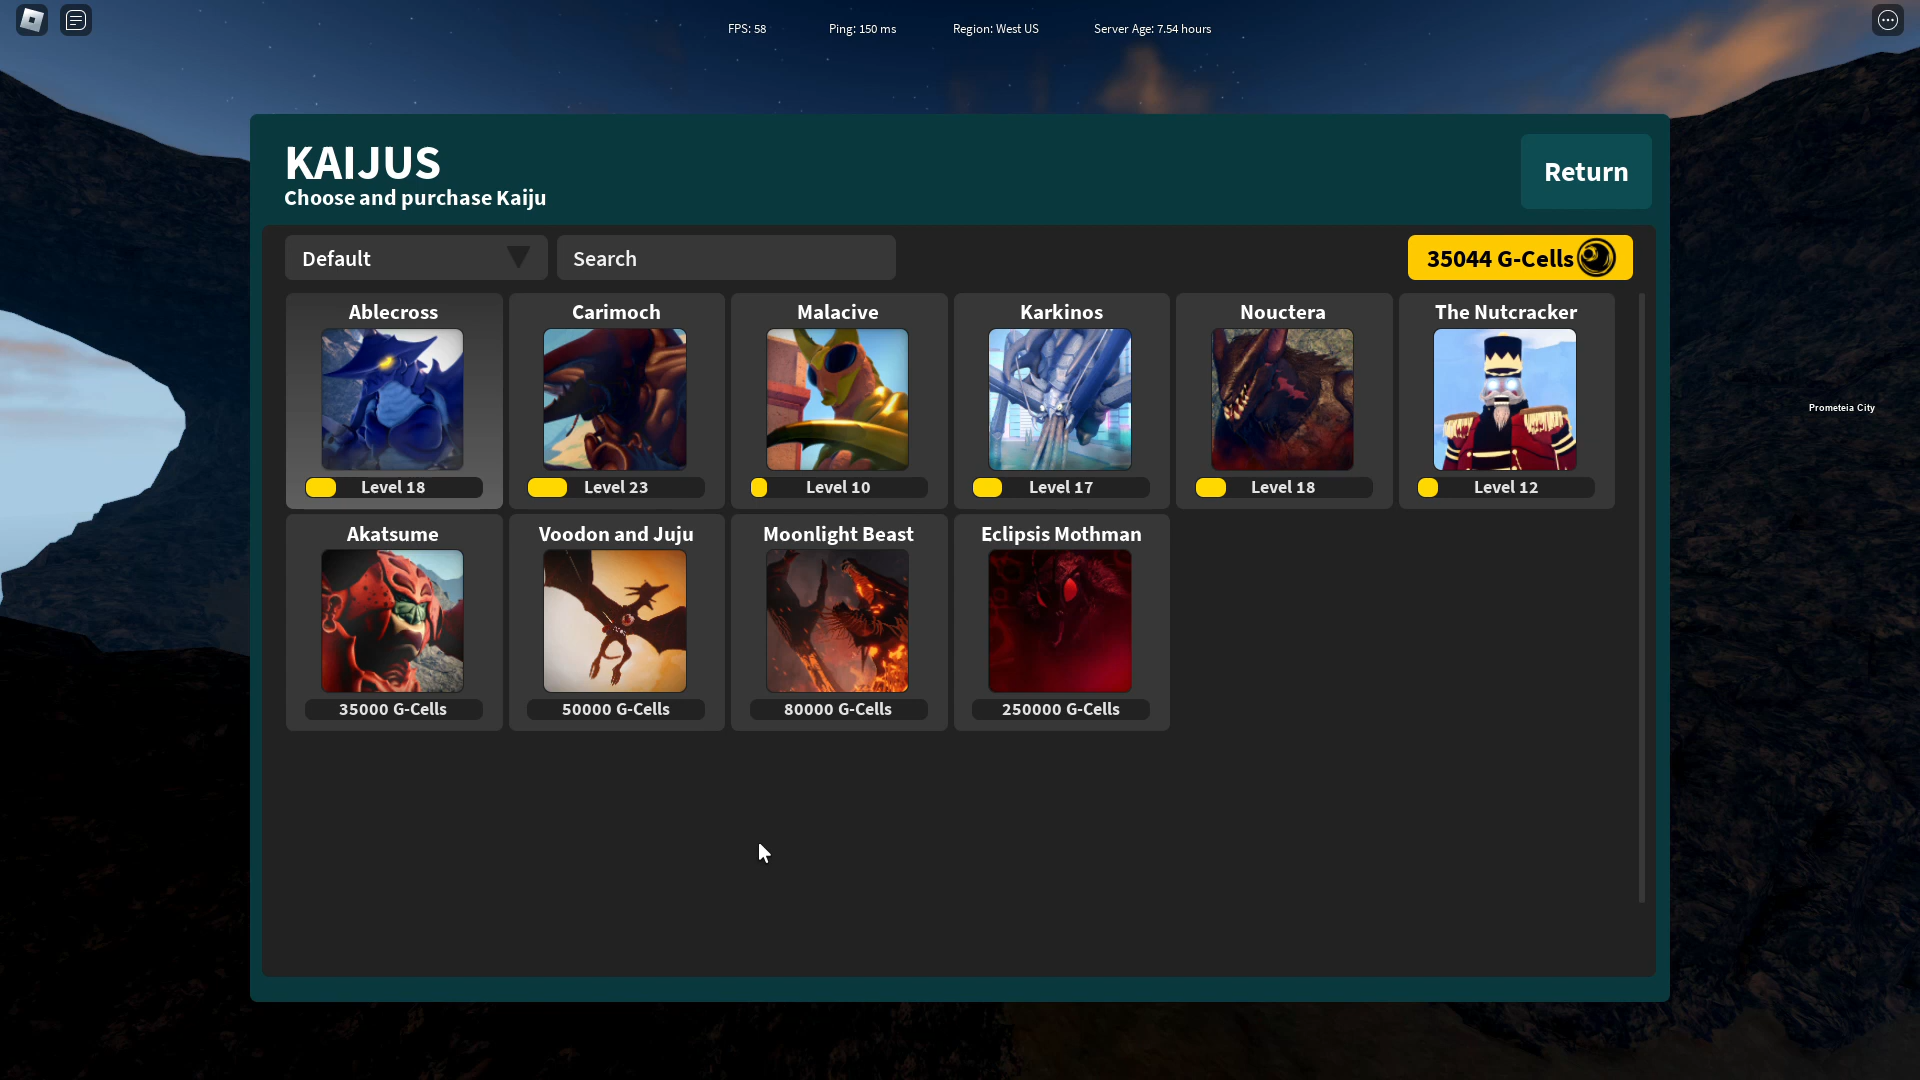 FPS: 58
Ping: 150 ms
Region: West US
Server Age: 7.54 hours
KAIJUS
Choose and purchase Kaiju
Return
Default
Search
35044 G-Cells
Ablecross
Carimoch
Malacive
Karkinos
Nouctera
The Nutcracker
Level 18
Level 23
Level 10
Level 17
Level 18
Level 12
Prometeia City
Akatsume
Voodon and Juju
Moonlight Beast
Eclipsis Mothman
35000 G-Cells
50000 G-Cells
80000 G-Cells
250000 G-Cells